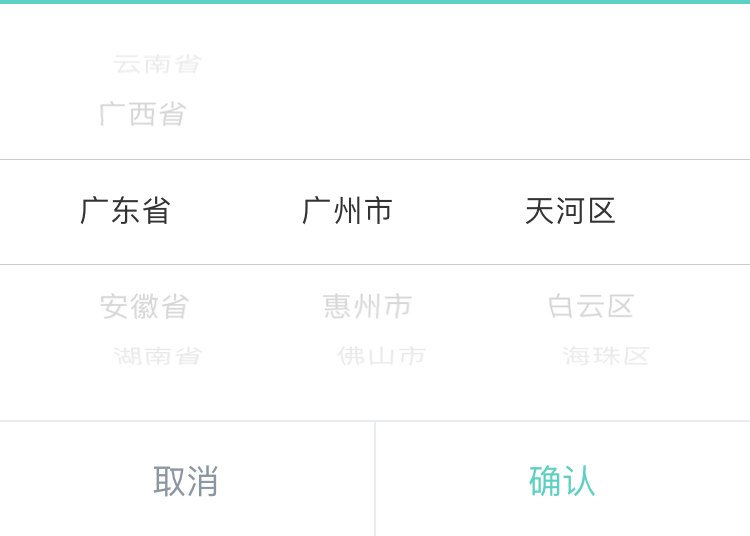 云南省
广西省
广东省 广州市 天河区
安徽省 惠州市 白云区
湖南省 佛山市 海珠区
取消 确认